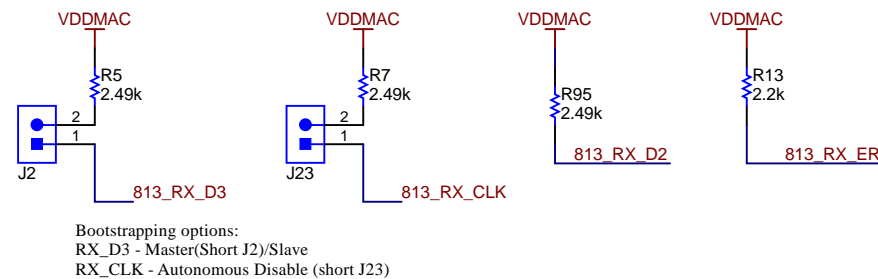 VDDMAC VDDMAC VDDMAC VDDMAC
R5 R7 R13
2.49k 2.49k 2.2k
R95
2.49k
2 2
1 1
813_RX_D2 813_RX_ER
J2 J23
813_RX_D3 813_RX_CLK
Bootstrapping options:
RX_D3 - Master(Short J2)/Slave
RX_CLK - Autonomous Disable (short J23)